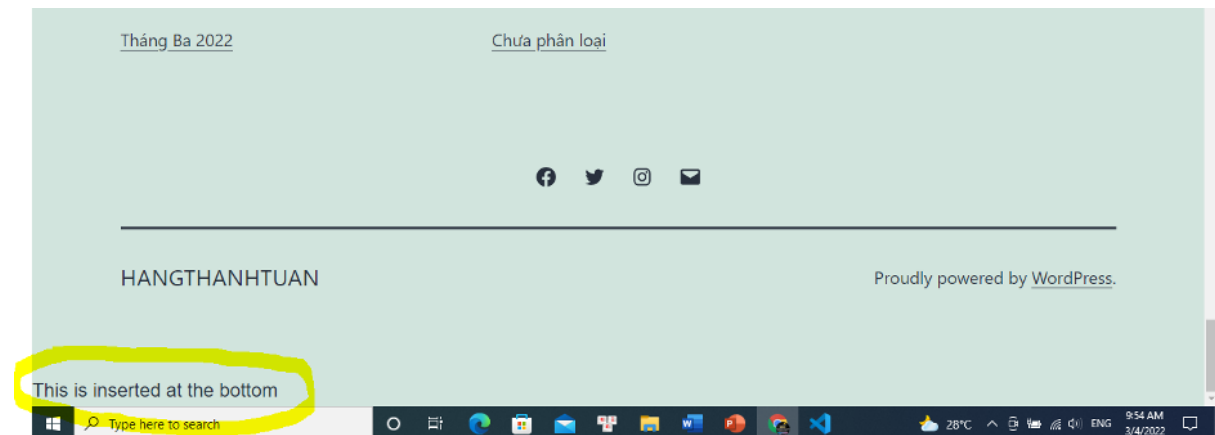 Tháng Ba 2022 Chưa phân loại
HANGTHANHTUAN Proudly powered by WordPress.
This is inserted at the bottom
Type here to search 28°C ENG 9:54 AM
3/4/2022